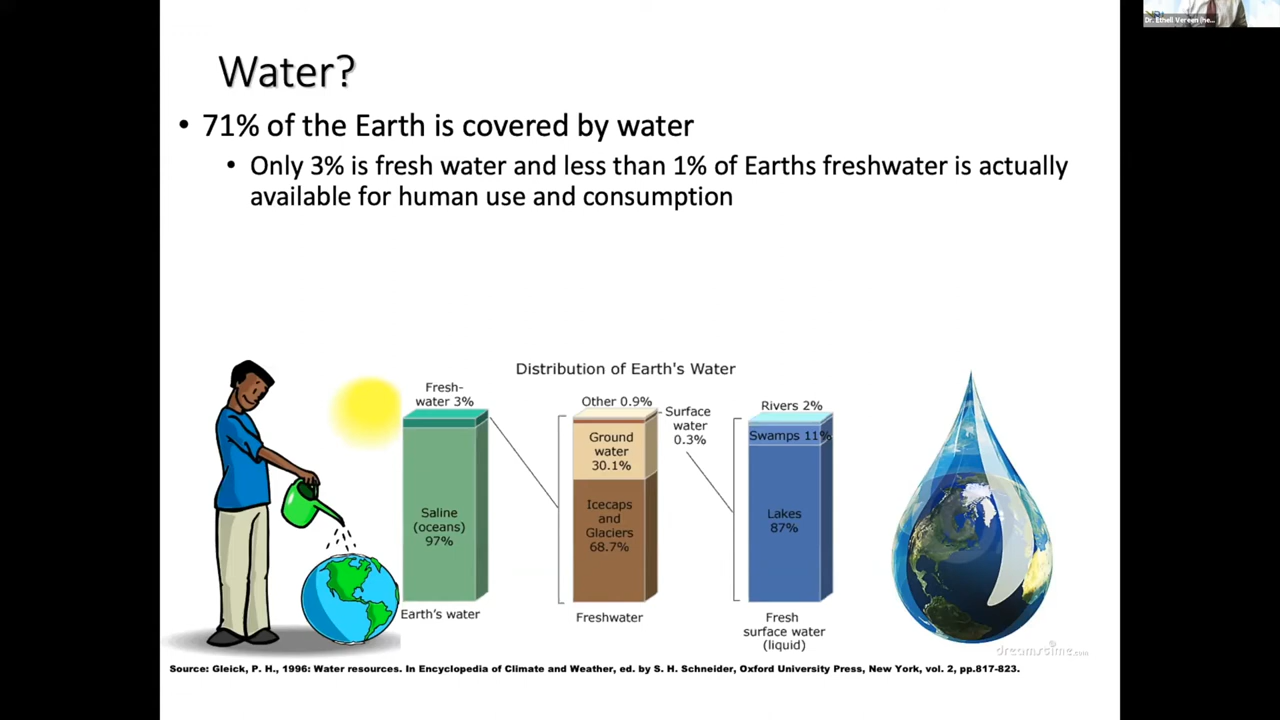 Dr. Ethell Vereen (he...
Water?
• 71% of the Earth is covered by water
• Only 3% is fresh water and less than 1% of Earths freshwater is actually
available for human use and consumption
Distribution of Earth's Water
Fresh-
water 3%
Saline
(oceans)
97%
Earth's water
Other 0.9%
Surface
water
0.3%
Ground
water
30.1%
Icecaps
and
Glaciers
68.7%
Freshwater
Rivers 2%
Swamps 11%
Lakes
87%
Fresh
surface water
(liquid)
dreamstime.com
Source: Gleick, P. H., 1996: Water resources. In Encyclopedia of Climate and Weather, ed. by S. H. Schneider, Oxford University Press, New York, vol. 2, pp.817-823.